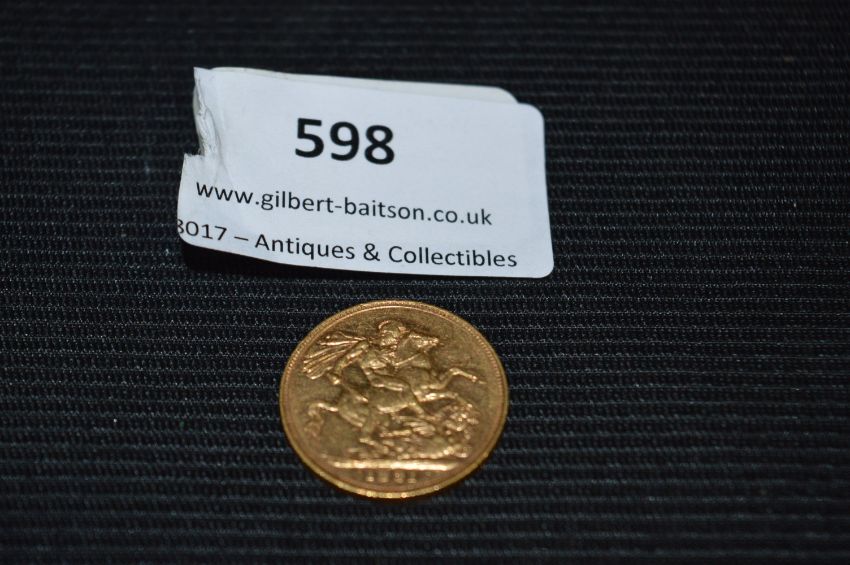 598
www.gilbert-baitson.co.uk
3017 – Antiques & Collectibles